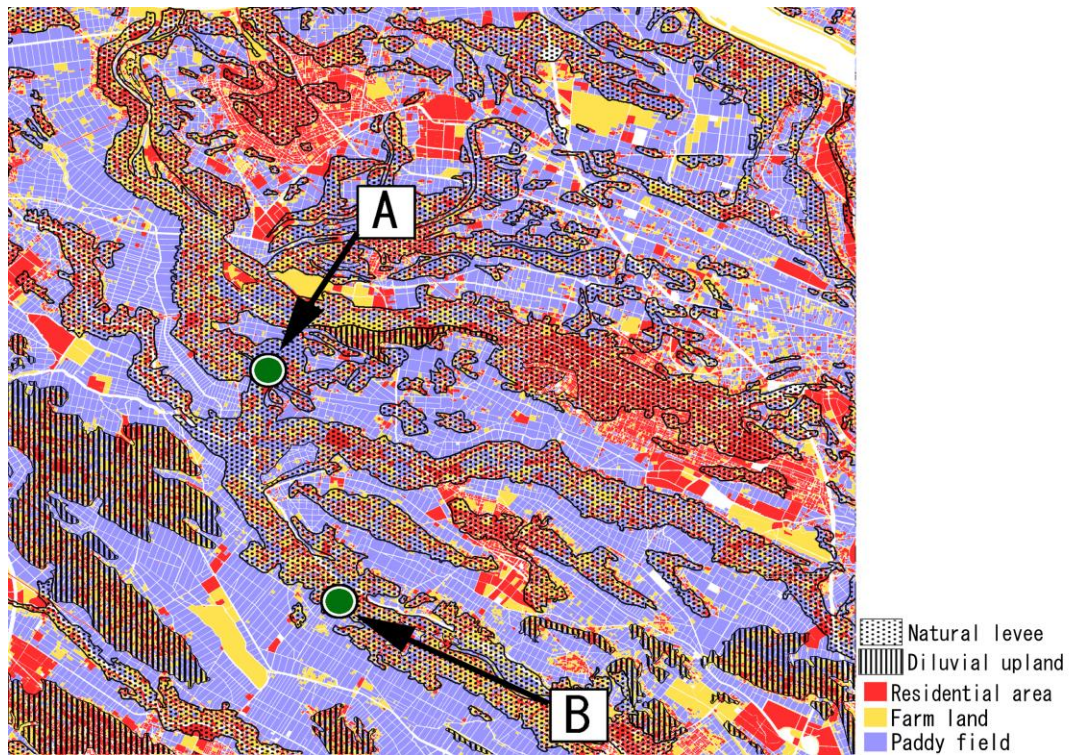 A
B
Natural levee
Diluvial upland
Residential area
Farm land
Paddy field